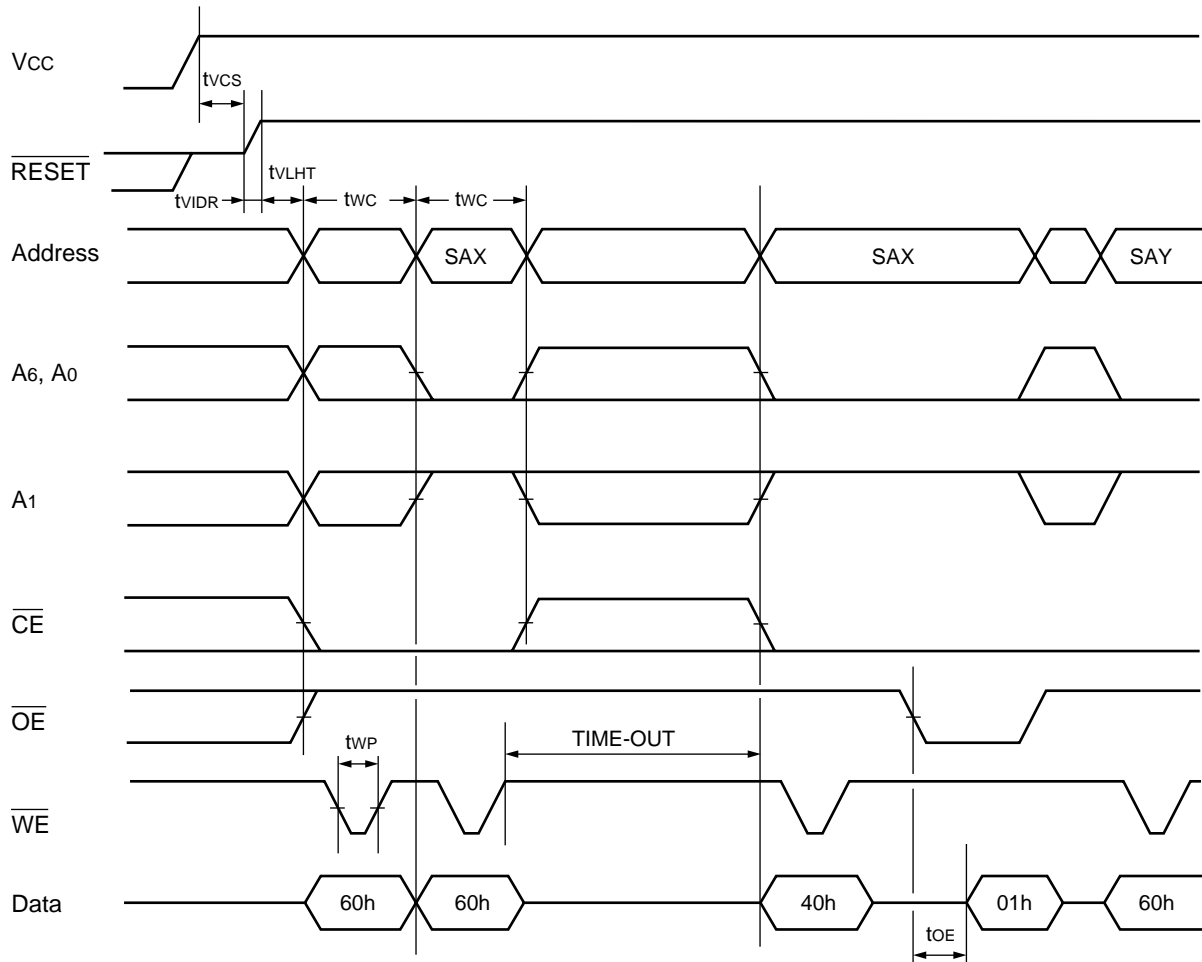 VCC
tVCS
RESET
tVLHT
tVIDR
tWC
tWC
Address
SAX
SAX
SAY
A6, A0
A1
CE
OE
tWP
TIME-OUT
WE
Data
60h
60h
40h
01h
60h
tOE